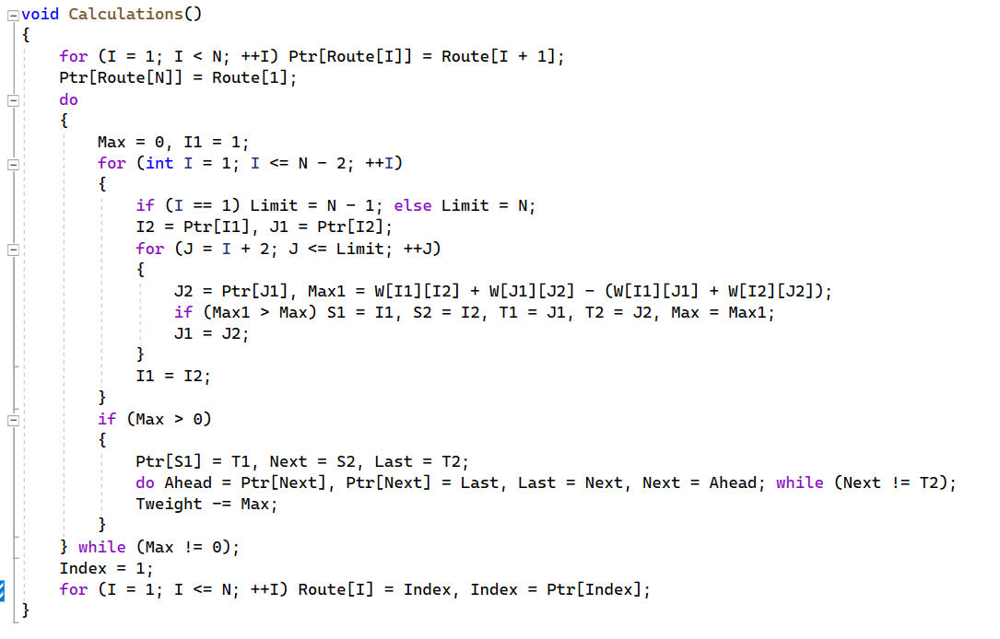 void Calculations()
{
    for (I = 1; I < N; ++I) Ptr[Route[I]] = Route[I + 1];
    Ptr[Route[N]] = Route[1];
    do
    {
        Max = 0, I1 = 1;
        for (int I = 1; I <= N - 2; ++I)
        {
            if (I == 1) Limit = N - 1; else Limit = N;
            I2 = Ptr[I1], J1 = Ptr[I2];
            for (J = I + 2; J <= Limit; ++J)
            {
                J2 = Ptr[J1], Max1 = W[I1][I2] + W[J1][J2] - (W[I1][J1] + W[I2][J2]);
                if (Max1 > Max) S1 = I1, S2 = I2, T1 = J1, T2 = J2, Max = Max1;
                J1 = J2;
            }
            I1 = I2;
        }
        if (Max > 0)
        {
            Ptr[S1] = T1, Next = S2, Last = T2;
            do Ahead = Ptr[Next], Ptr[Next] = Last, Last = Next, Next = Ahead; while (Next != T2);
            Tweight -= Max;
        }
    } while (Max != 0);
    Index = 1;
    for (I = 1; I <= N; ++I) Route[I] = Index, Index = Ptr[Index];
}